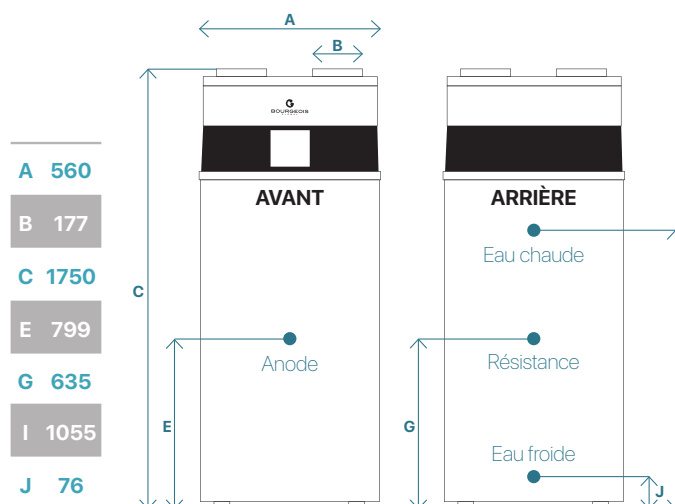 A
B
G
BOURGEOIS
A 560
B 177
C 1750
E 799
G 635
I 1055
J 76
AVANT
ARRIÈRE
Eau chaude
C
Anode
Résistance
E
G
Eau froide
J